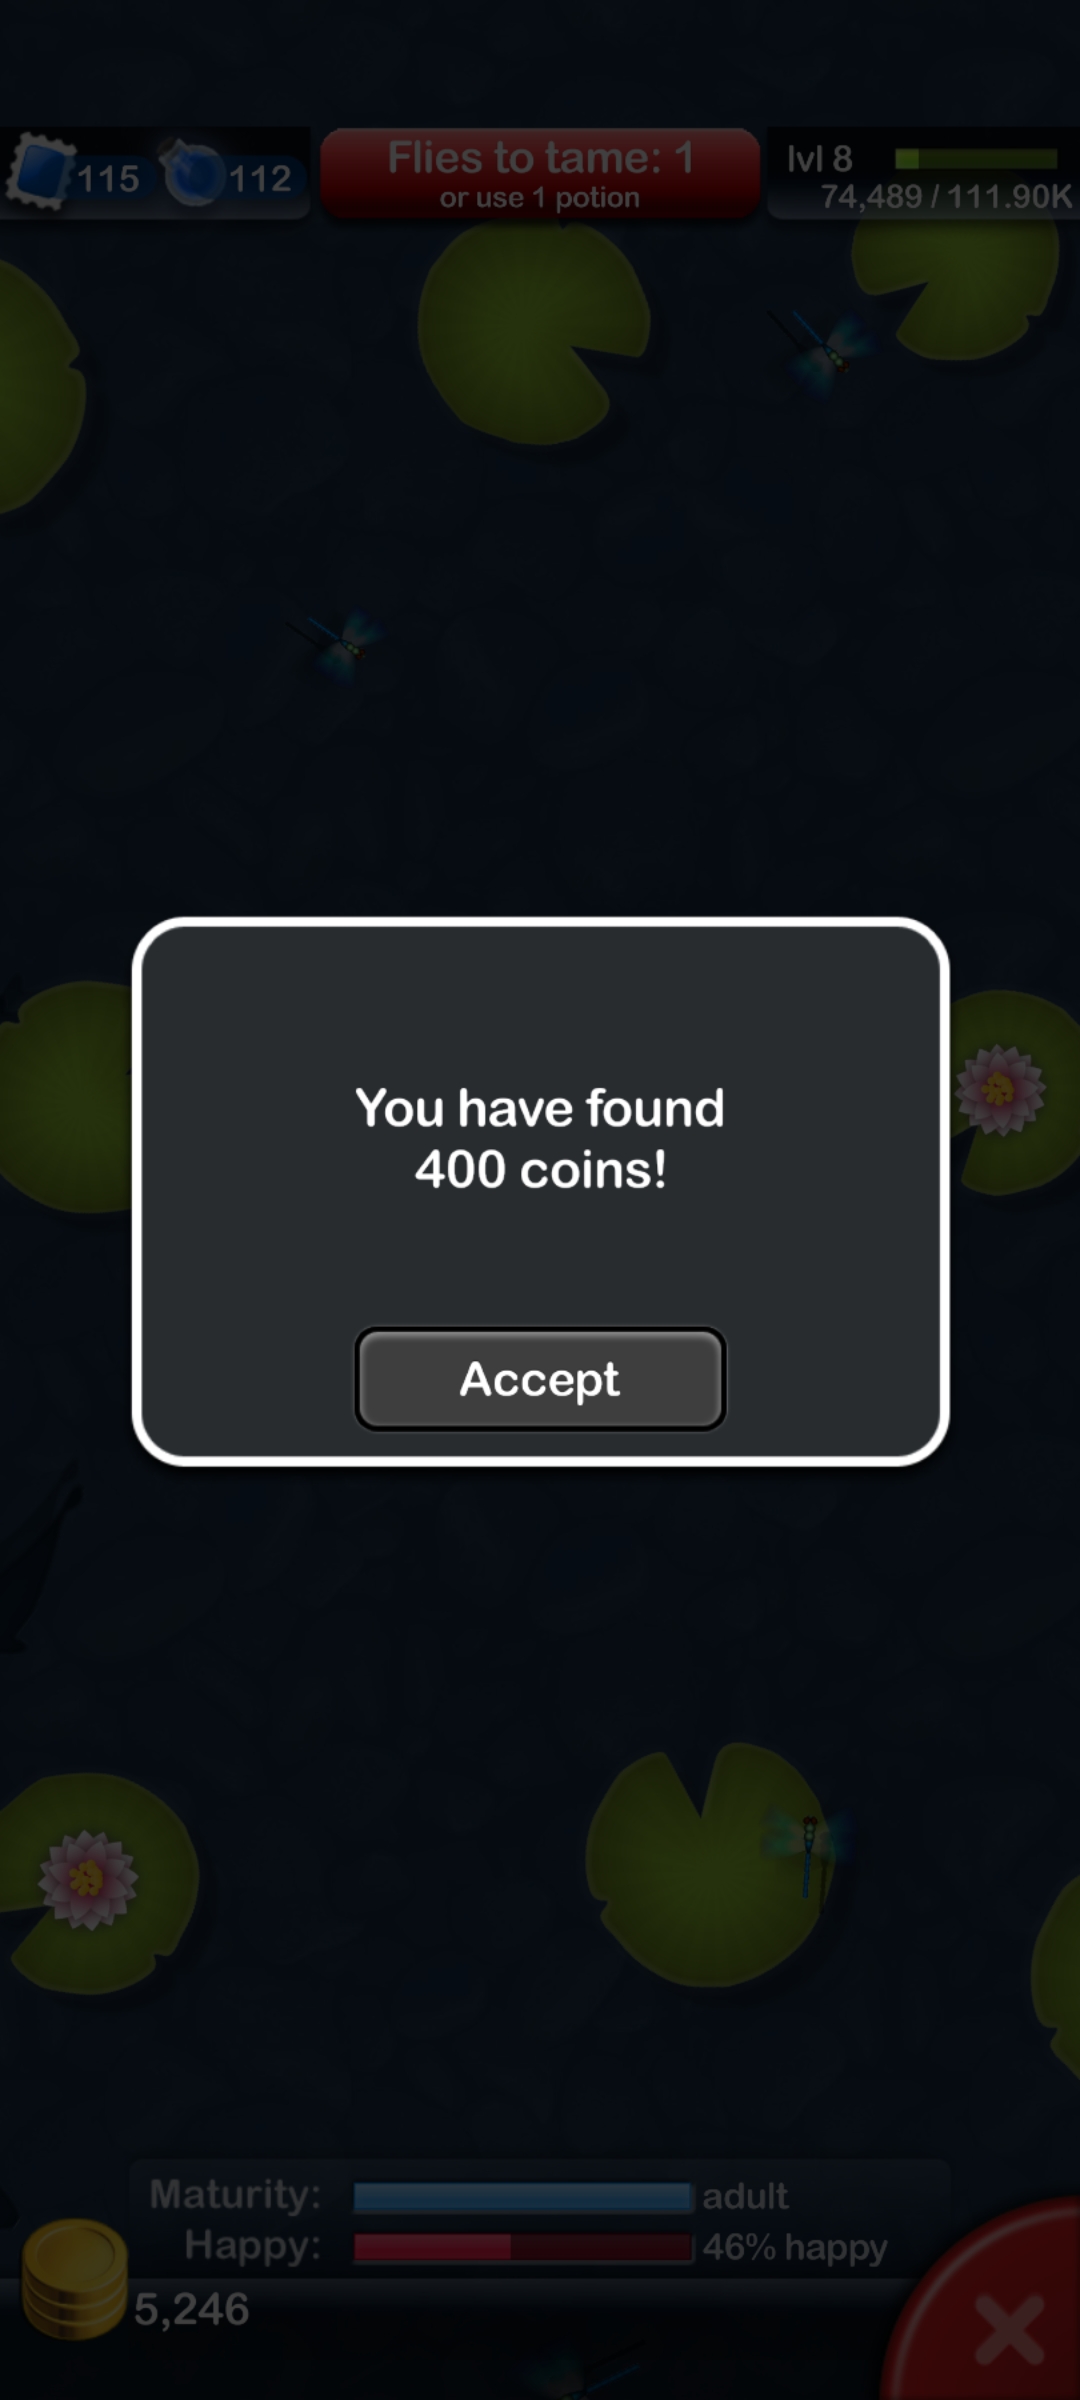 115
112
Flies to tame: 1
or use 1 potion
lvl 8
74,489 / 111.90K
You have found
400 coins!
Accept
Maturity:
adult
Happy:
46% happy
5,246